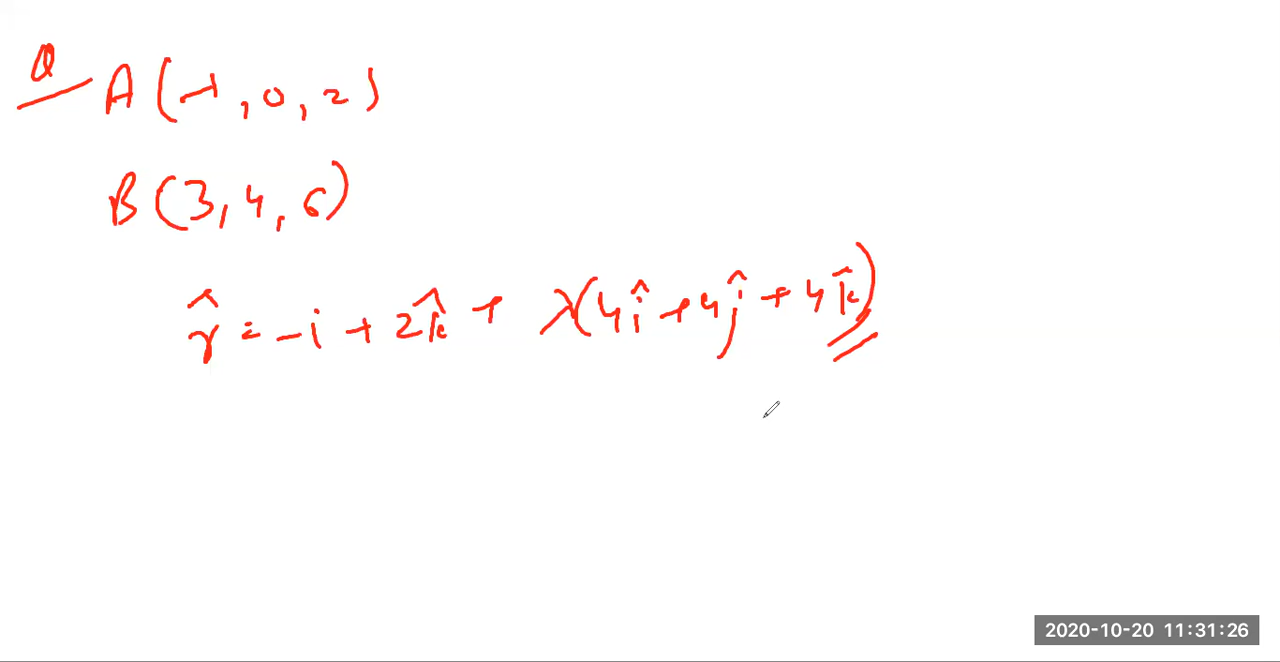 Q A(-1, 0, 2)
B(3, 4, 6)
r̂ = -i + 2k̂ + λ(4î + 4ĵ + 4k̂)
2020-10-20 11:31:26